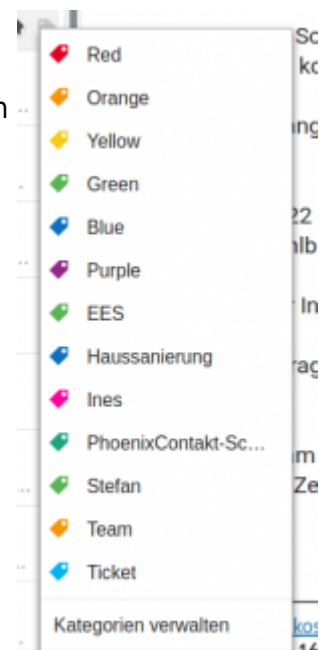 Red
Orange
Yellow
Green
Blue
Purple
EES
Haussanierung
Ines
PhoenixContakt-Sc...
Stefan
Team
Ticket
Kategorien verwalten